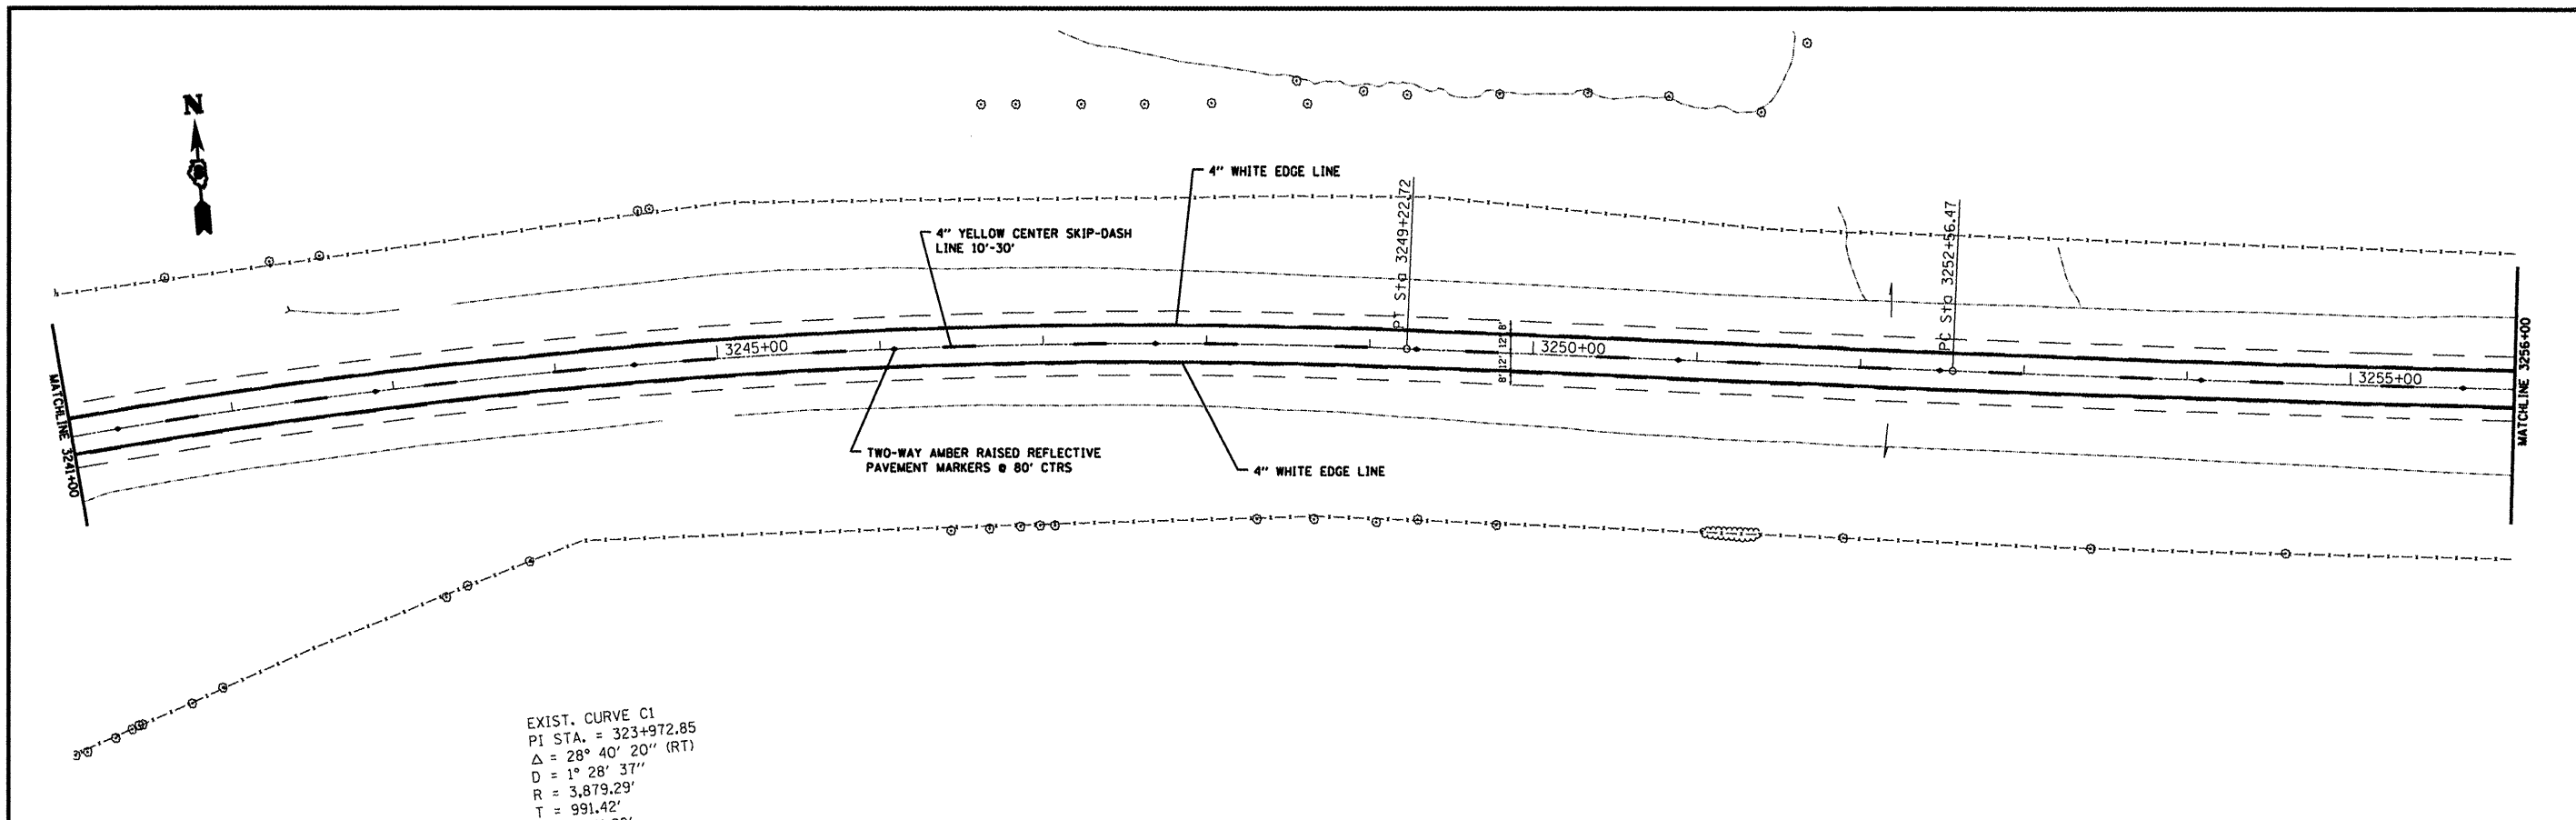 N
4" WHITE EDGE LINE
4" YELLOW CENTER SKIP-DASH
LINE 10'-30'
PT Sta 3249+22.72
PC Sta 3252+56.47
3245+00
3250+00
3255+00
8' 12' 12' 8'
MATCHLINE 3241+00
MATCHLINE 3256+00
TWO-WAY AMBER RAISED REFLECTIVE
PAVEMENT MARKERS @ 80' CTRS
4" WHITE EDGE LINE
EXIST. CURVE C1
PI STA. = 323+972.85
Δ = 28° 40' 20" (RT)
D = 1° 28' 37"
R = 3,879.29'
T = 991.42'